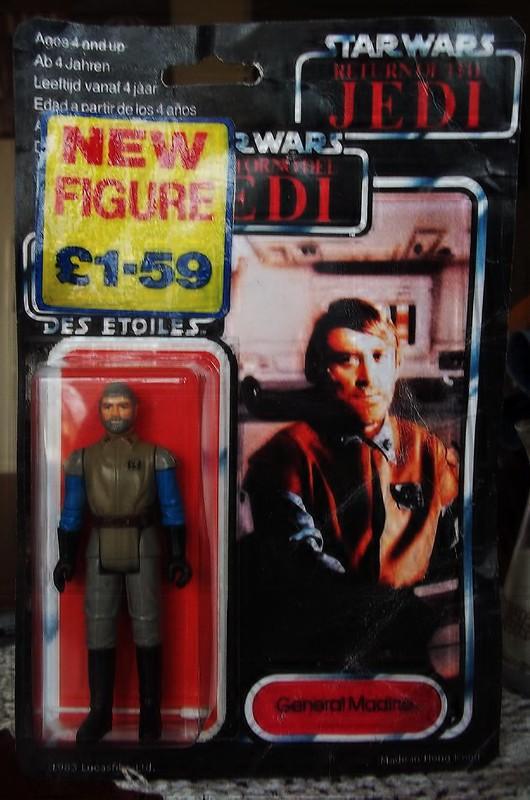 Ages 4 and up
Ab 4 Jahren
Leeftijd vanaf 4 jaar
Edad a partir de los 4 años
STAR WARS
RETURN OF THE
JEDI
WARS
EDI
NEW
FIGURE
£1-59
DES ETOILES
General Madine
1983 Lucasfilm Ltd.
Made in Hong Kong